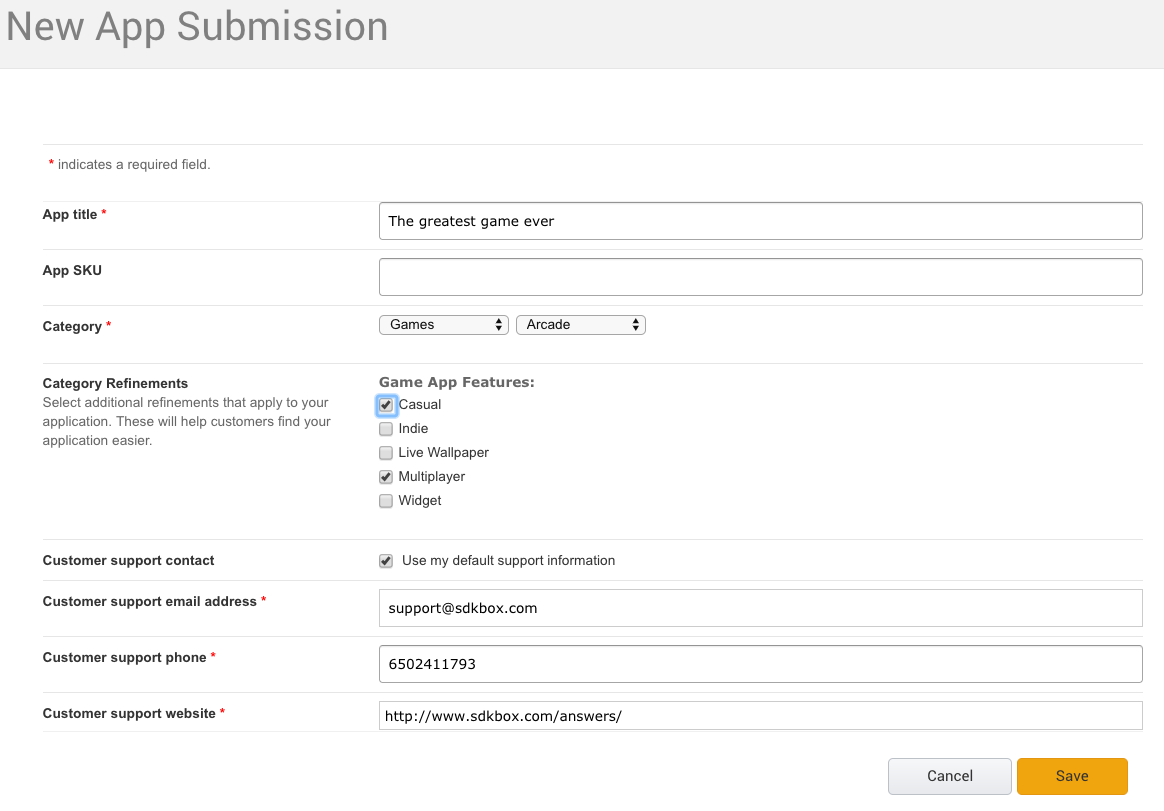 New App Submission
* indicates a required field.
App title *
The greatest game ever
App SKU
Category *
Games
Arcade
Category Refinements
Select additional refinements that apply to your
application. These will help customers find your
application easier.
Game App Features:
Casual
Indie
Live Wallpaper
Multiplayer
Widget
Customer support contact
Use my default support information
Customer support email address *
support@sdkbox.com
Customer support phone *
6502411793
Customer support website *
http://www.sdkbox.com/answers/
Cancel
Save